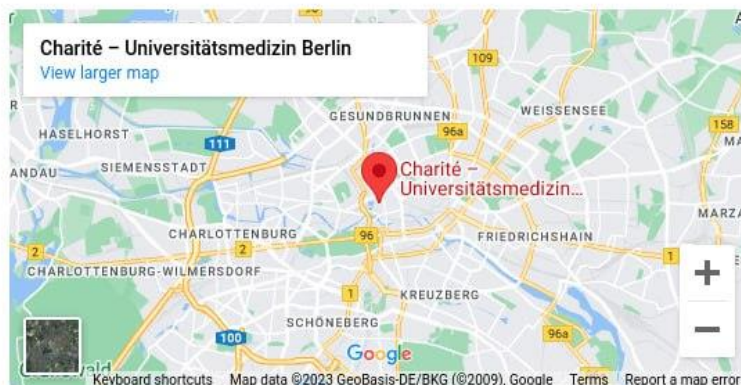 Charité – Universitätsmedizin Berlin
View larger map
109
WEISSENSEE
GESUNDBRUNNEN
96a
158
HASELHORST
111
SIEMENSSTADT
Charité –
Universitätsmedizin...
MARZA
CHARLOTTENBURG
96
FRIEDRICHSHAIN
2
2
1
CHARLOTTENBURG-WILMERSDORF
+
1
KREUZBERG
SCHÖNEBERG
−
100
96a
Google
Keyboard shortcuts
Map data ©2023 GeoBasis-DE/BKG (©2009), Google
Terms
Report a map error